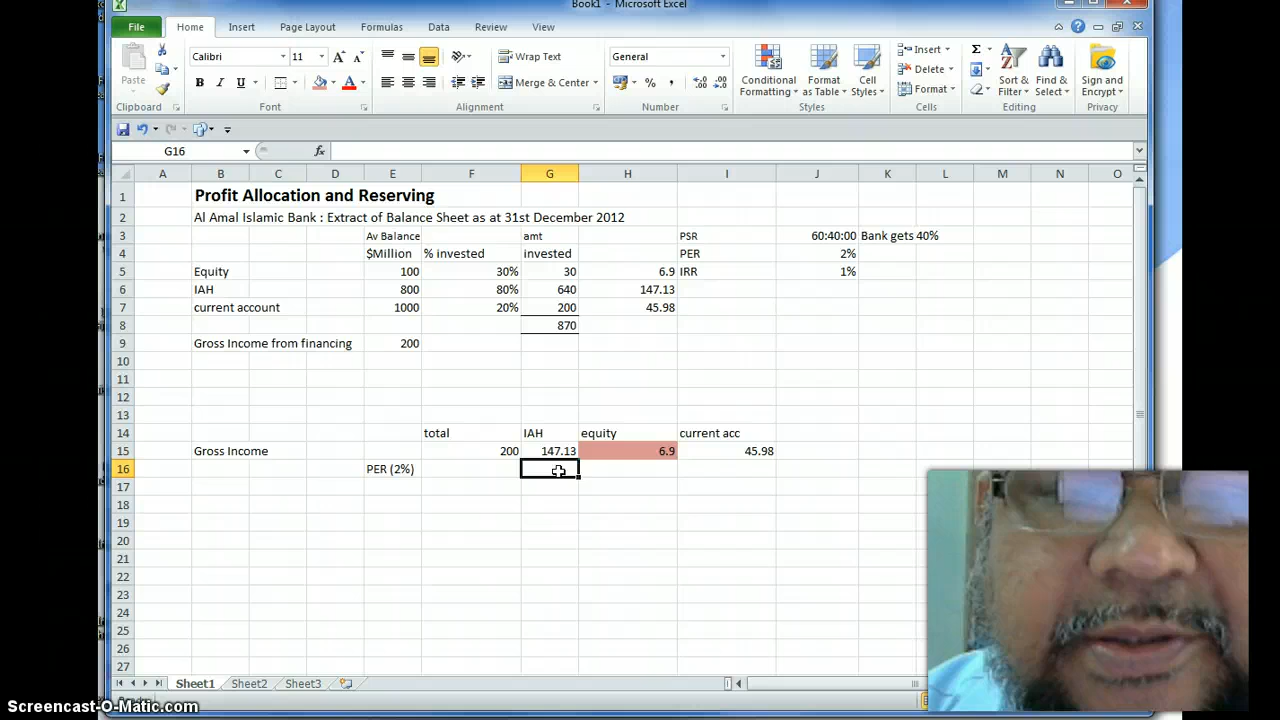 Book1 - Microsoft Excel
File Home Insert Page Layout Formulas Data Review View
Paste Calibri 11 Wrap Text General Conditional Formatting Format as Table Cell Styles Insert Σ Sort & Filter Find & Select Sign and Encrypt
B I U A Merge & Center % , Delete Format
Clipboard Font Alignment Number Styles Cells Editing Privacy
G16 fx
A B C D E F G H I J K L M N O
1 Profit Allocation and Reserving
2 Al Amal Islamic Bank : Extract of Balance Sheet as at 31st December 2012
3 Av Balance amt PSR 60:40:00 Bank gets 40%
4 $Million % invested invested PER 2%
5 Equity 100 30% 30 6.9 IRR 1%
6 IAH 800 80% 640 147.13
7 current account 1000 20% 200 45.98
8 870
9 Gross Income from financing 200
10
11
12
13
14 total IAH equity current acc
15 Gross Income 200 147.13 6.9 45.98
16 PER (2%)
17
18
19
20
21
22
23
24
25
26
27
Sheet1 Sheet2 Sheet3
Screencast-O-Matic.com